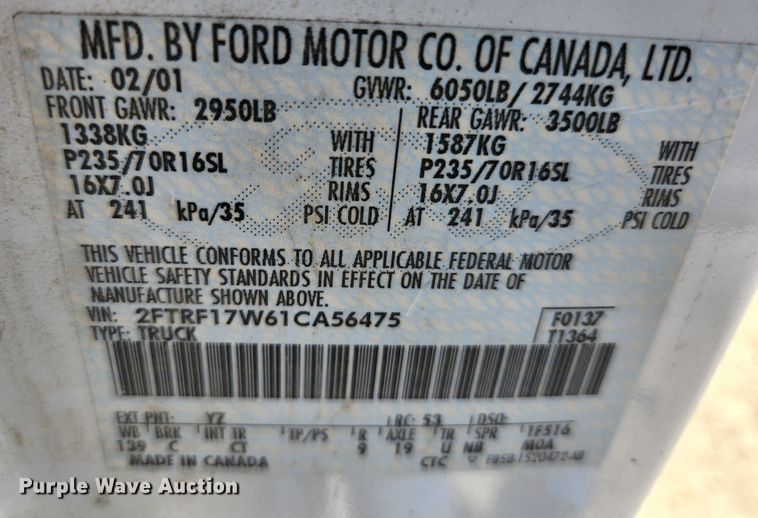 MFD. BY FORD MOTOR CO. OF CANADA, LTD.
DATE: 02/01 GVWR: 6050LB/ 2744KG
FRONT GAWR: 2950LB REAR GAWR: 3500LB
1338KG WITH 1587KG WITH
P235/70R16SL TIRES P235/70R16SL TIRES
16X7.0J RIMS 16X7.0J RIMS
AT 241 kPa/35 PSI COLD AT 241 kPa/35 PSI COLD
THIS VEHICLE CONFORMS TO ALL APPLICABLE FEDERAL MOTOR
VEHICLE SAFETY STANDARDS IN EFFECT ON THE DATE OF
MANUFACTURE SHOWN ABOVE.
VIN: 2FTRF17W61CA56475 F0137
TYPE: TRUCK T1364
EXT PNT: YZ RC: 53 DSO:
WB BRK INT TR TP/PS R AXLE TR SPR 1F516
139 C CT 9 19 U NB MOA
MADE IN CANADA CTC
Purple Wave Auction